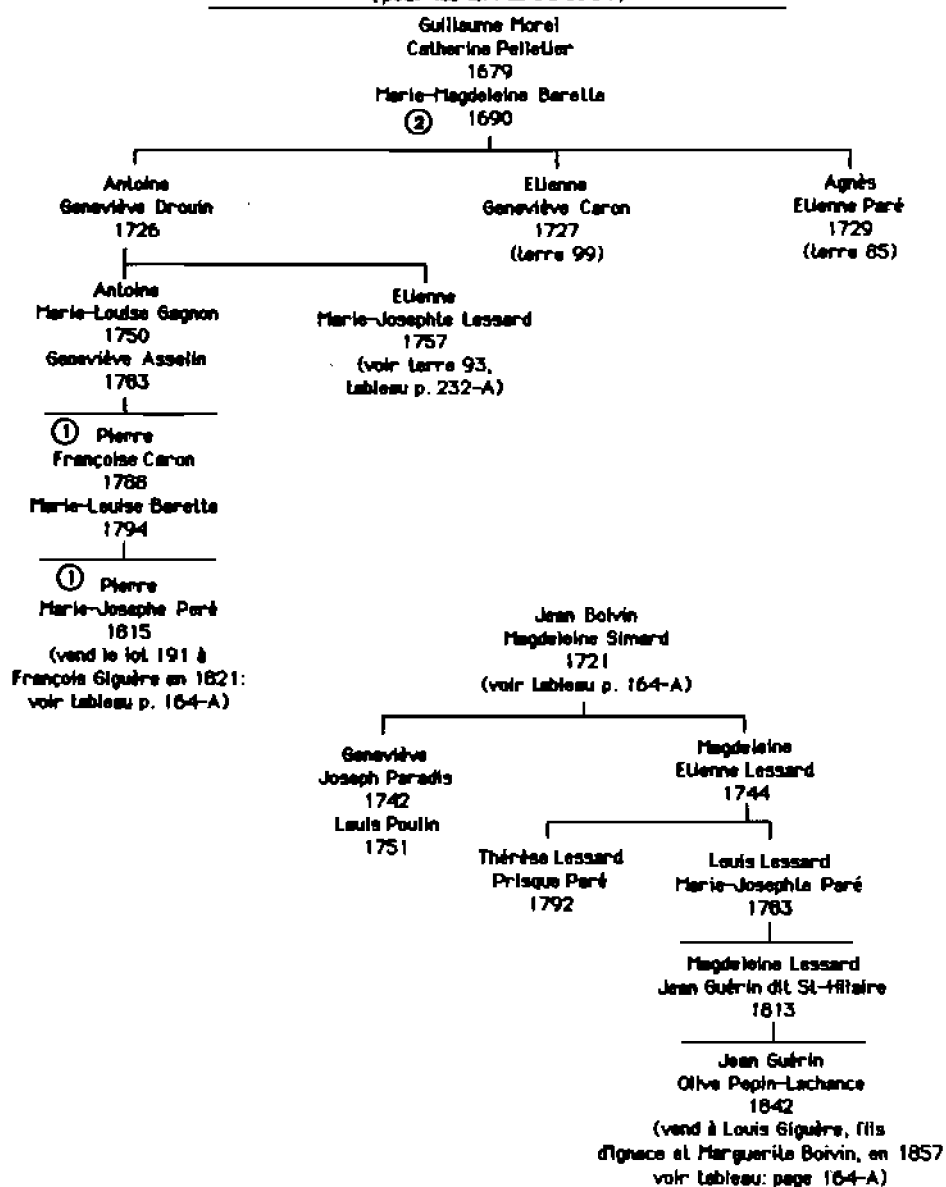 Guillaume Morel
Catherine Pelletier
1679
Marie-Magdeleine Barette
② 1690
Antoine
Geneviève Drouin
1726
Etienne
Geneviève Caron
1727
(terre 99)
Agnès
Etienne Paré
1729
(terre 85)
Antoine
Marie-Louise Gagnon
1750
Geneviève Asselin
1763
Etienne
Marie-Josephte Lessard
1757
(voir terre 93,
tableau p. 232-A)
① Pierre
Françoise Caron
1788
Marie-Louise Barette
1794
① Pierre
Marie-Josephe Paré
1815
(vend le lot 191 à
François Giguère en 1821:
voir tableau p. 164-A)
Jean Boivin
Magdeleine Simard
1721
(voir tableau p. 164-A)
Geneviève
Joseph Paradis
1742
Louis Poulin
1751
Magdeleine
Etienne Lessard
1744
Thérèse Lessard
Prisque Paré
1792
Louis Lessard
Marie-Josephte Paré
1783
Magdeleine Lessard
Jean Guérin dit St-Hilaire
1813
Jean Guérin
Olive Pepin-Lachance
1842
(vend à Louis Giguère, fils
d'Ignace et Marguerite Boivin, en 1857
voir tableau: page 164-A)